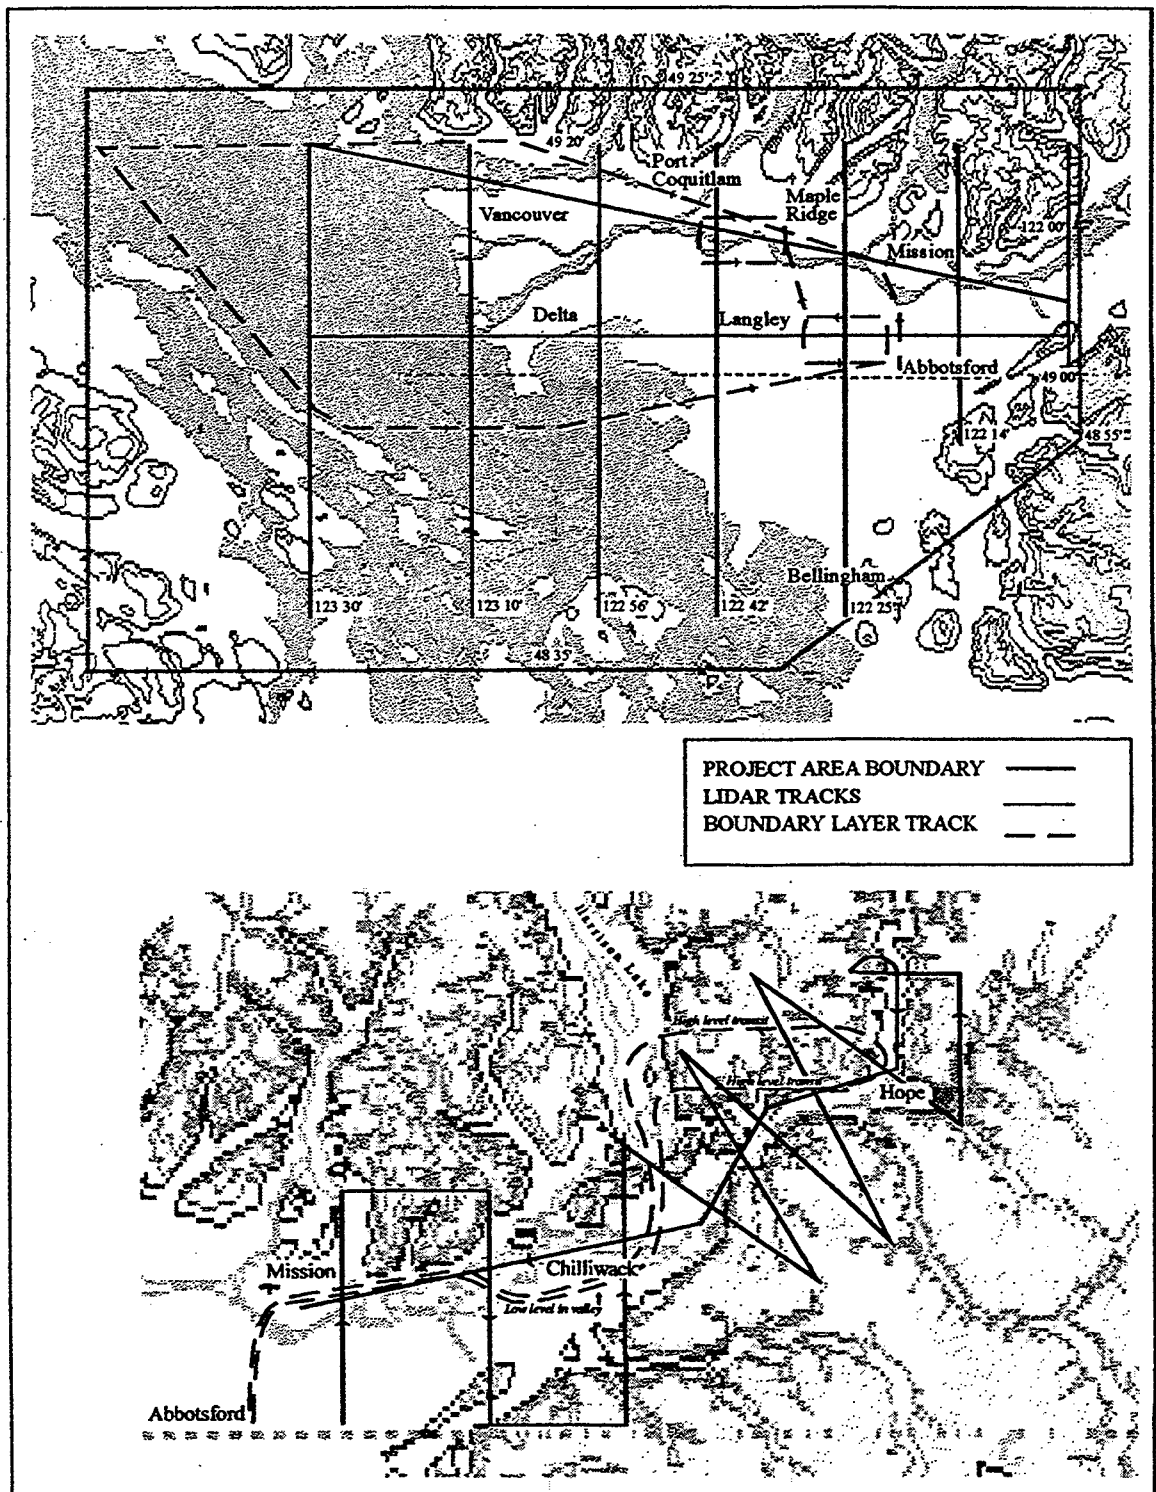 49 25'
49 20'
Port
Coquitlam
Vancouver
Maple
Ridge
122 00'
Mission
Delta
Langley
Abbotsford
49 00'
122 14'
48 55'
Bellingham
123 30'
123 10'
122 56'
122 42'
122 25'
48 35'
PROJECT AREA BOUNDARY
LIDAR TRACKS
BOUNDARY LAYER TRACK
Harrison Lake
High level transit
High level transit
Hope
Mission
Chilliwack
Low level in valley
Abbotsford